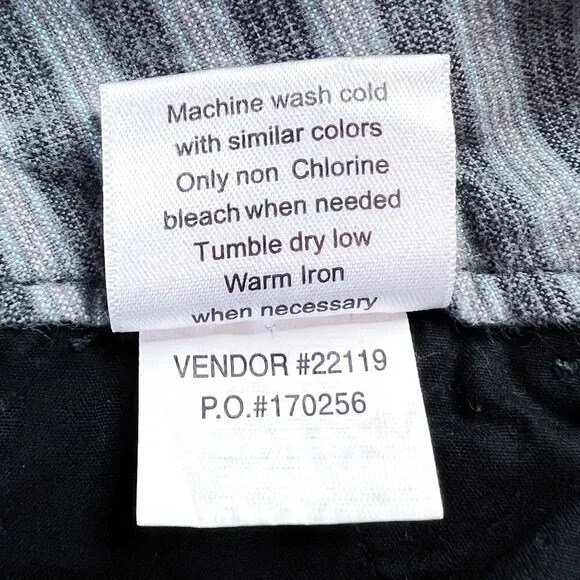 Machine wash cold
with similar colors
Only non Chlorine
bleach when needed
Tumble dry low
Warm Iron
when necessary
VENDOR #22119
P.O.#170256